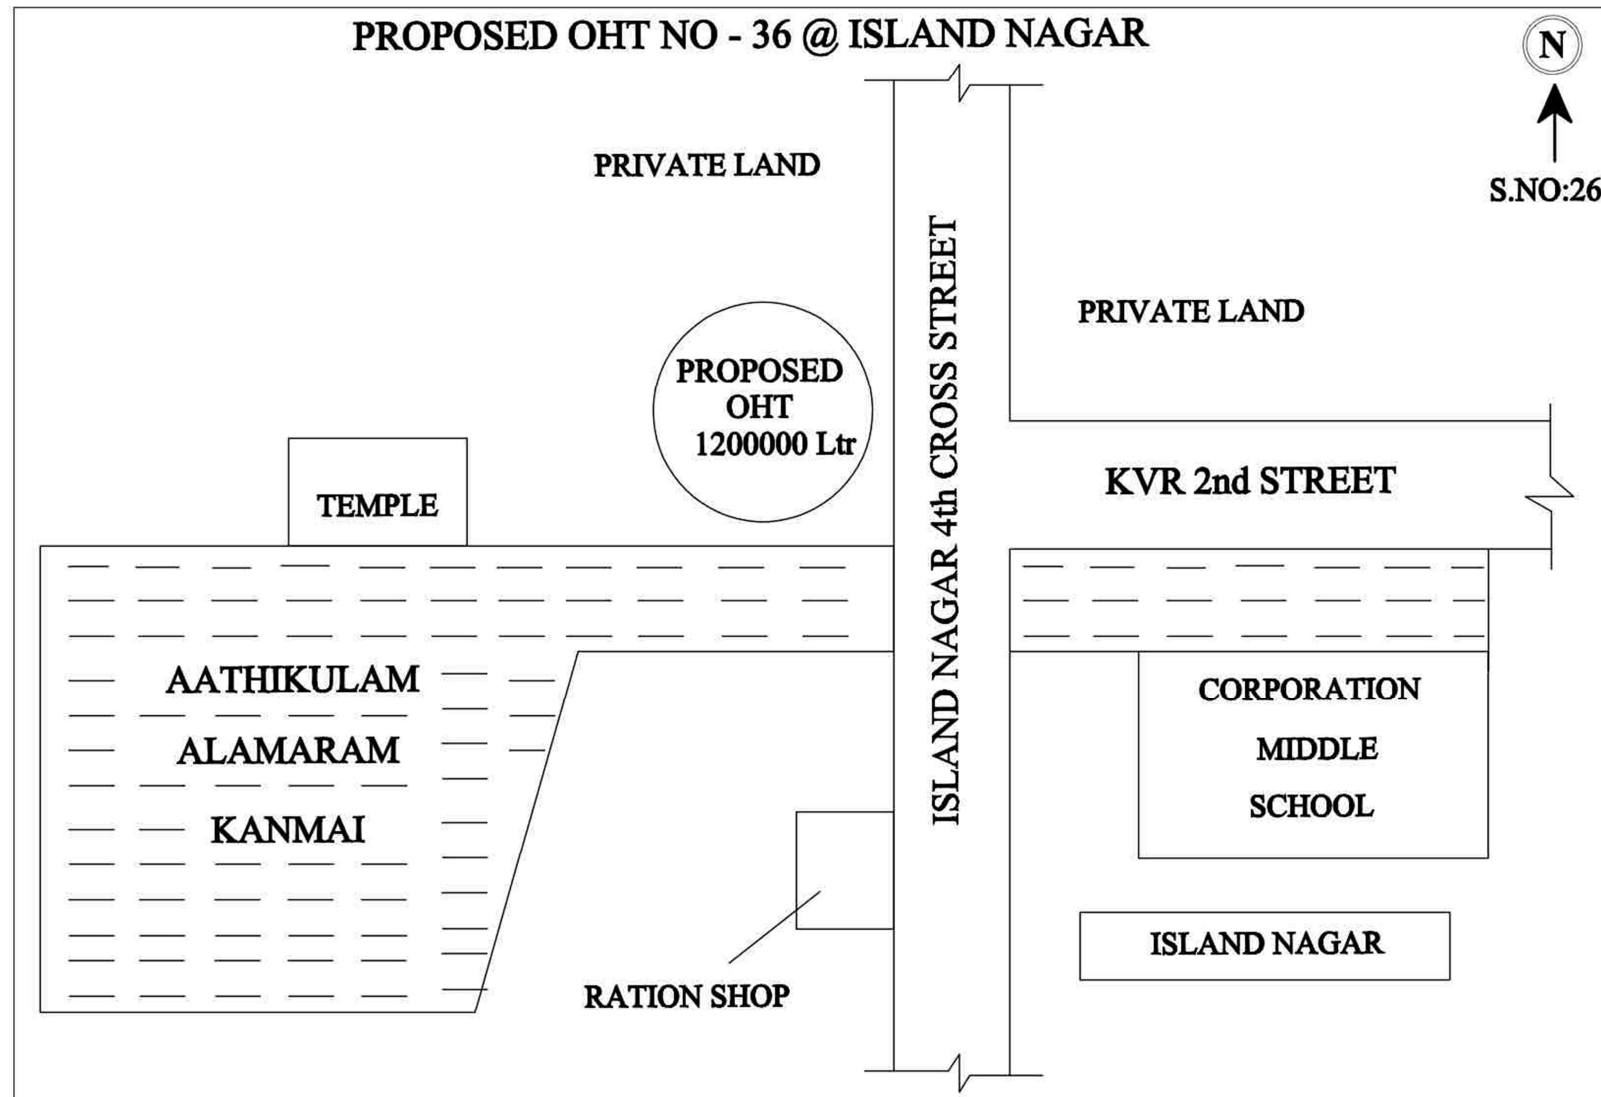 PROPOSED OHT NO - 36 @ ISLAND NAGAR
N
S.NO:26
PRIVATE LAND
PRIVATE LAND
PROPOSED
OHT
1200000 Ltr
ISLAND NAGAR 4th CROSS STREET
KVR 2nd STREET
TEMPLE
AATHIKULAM
ALAMARAM
KANMAI
CORPORATION
MIDDLE
SCHOOL
ISLAND NAGAR
RATION SHOP